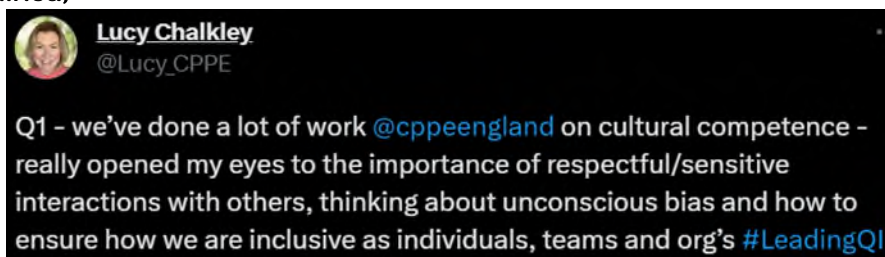 Lucy Chalkley
@Lucy_CPPE
Q1 - we've done a lot of work @cppeengland on cultural competence -
really opened my eyes to the importance of respectful/sensitive
interactions with others, thinking about unconscious bias and how to
ensure how we are inclusive as individuals, teams and org's #LeadingQI